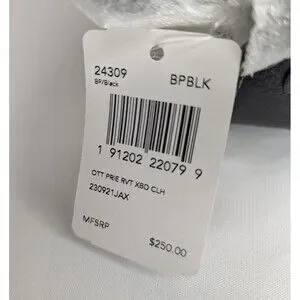 24309 BPBLK
BP/Black
1 91202 22079 9
OTT PRIE RVT XBD CLH
230921JAX
MFSRP
$250.00